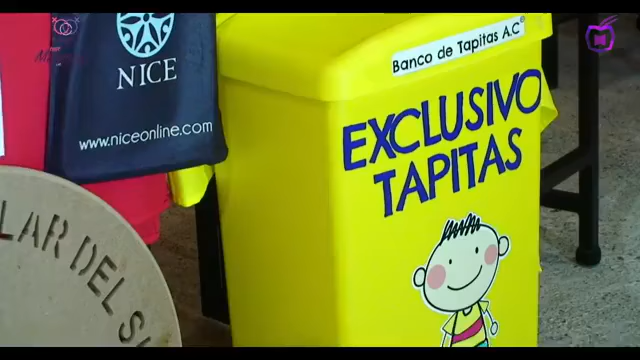 NICE
www.niceonline.com
Banco de Tapitas A.C
EXCLUSIVO
TAPITAS
LAR DEL S